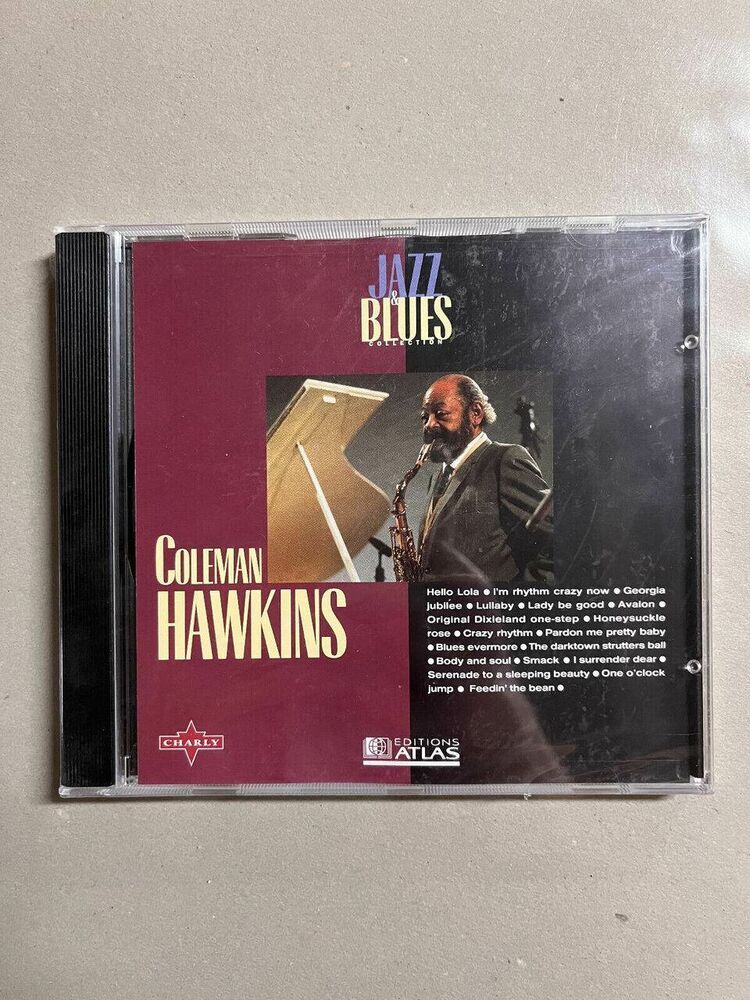 JAZZ
&
BLUES
COLLECTION
COLEMAN
HAWKINS
Hello Lola ● I'm rhythm crazy now ● Georgia
jubilee ● Lullaby ● Lady be good ● Avalon ●
Original Dixieland one-step ● Honeysuckle
rose ● Crazy rhythm ● Pardon me pretty baby
● Blues evermore ● The darktown strutters ball
● Body and soul ● Smack ● I surrender dear ●
Serenade to a sleeping beauty ● One o'clock
jump ● Feedin' the bean ●
CHARLY
EDITIONS
ATLAS